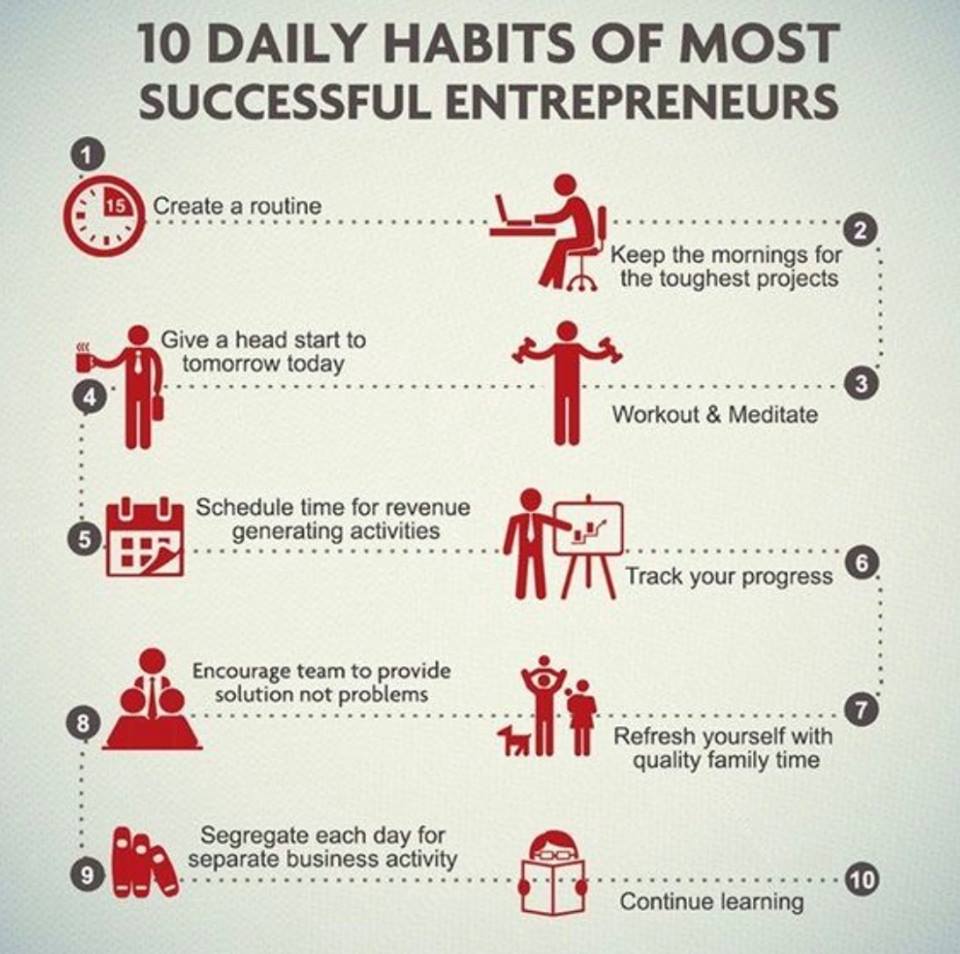 10 DAILY HABITS OF MOST
SUCCESSFUL ENTREPRENEURS
1
15
Create a routine
2
Keep the mornings for
the toughest projects
3
Workout & Meditate
4
Give a head start to
tomorrow today
5
Schedule time for revenue
generating activities
6
Track your progress
7
Refresh yourself with
quality family time
8
Encourage team to provide
solution not problems
9
Segregate each day for
separate business activity
10
Continue learning